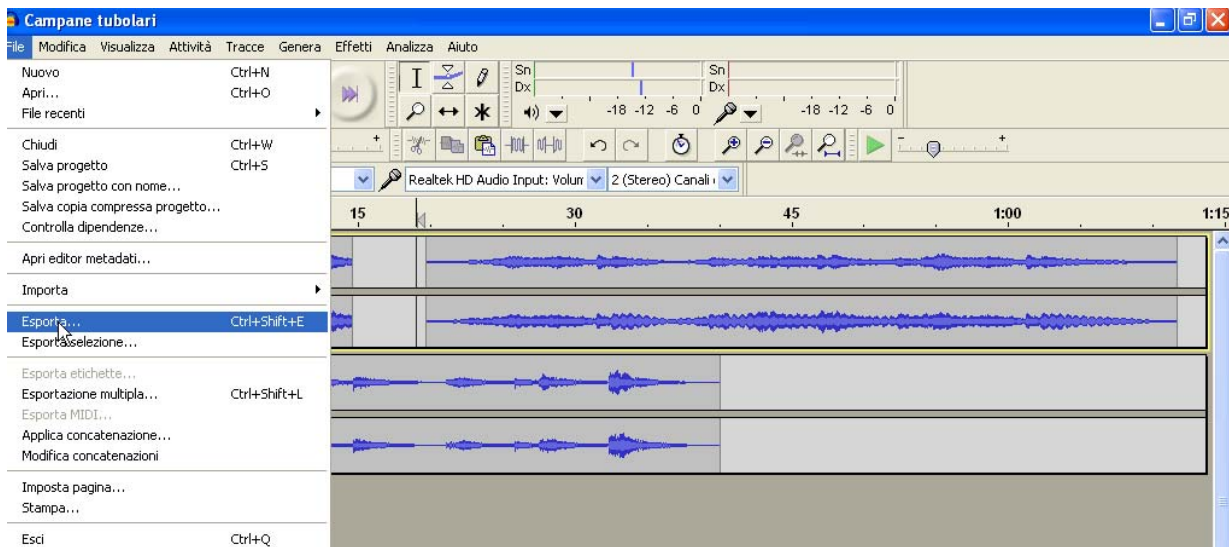 Campane tubolari
File Modifica Visualizza Attività Tracce Genera Effetti Analizza Aiuto
Nuovo Ctrl+N
Apri... Ctrl+O
File recenti
Chiudi Ctrl+W
Salva progetto Ctrl+S
Salva progetto con nome...
Salva copia compressa progetto...
Controlla dipendenze...
Apri editor metadati...
Importa
Esporta... Ctrl+Shift+E
Esporta selezione...
Esporta etichette...
Esportazione multipla... Ctrl+Shift+L
Esporta MIDI...
Applica concatenazione...
Modifica concatenazioni
Imposta pagina...
Stampa...
Esci Ctrl+Q
Sn Sn
Dx Dx
-18 -12 -6 0 -18 -12 -6 0
Realtek HD Audio Input: Volum 2 (Stereo) Canali
15 30 45 1:00 1:15